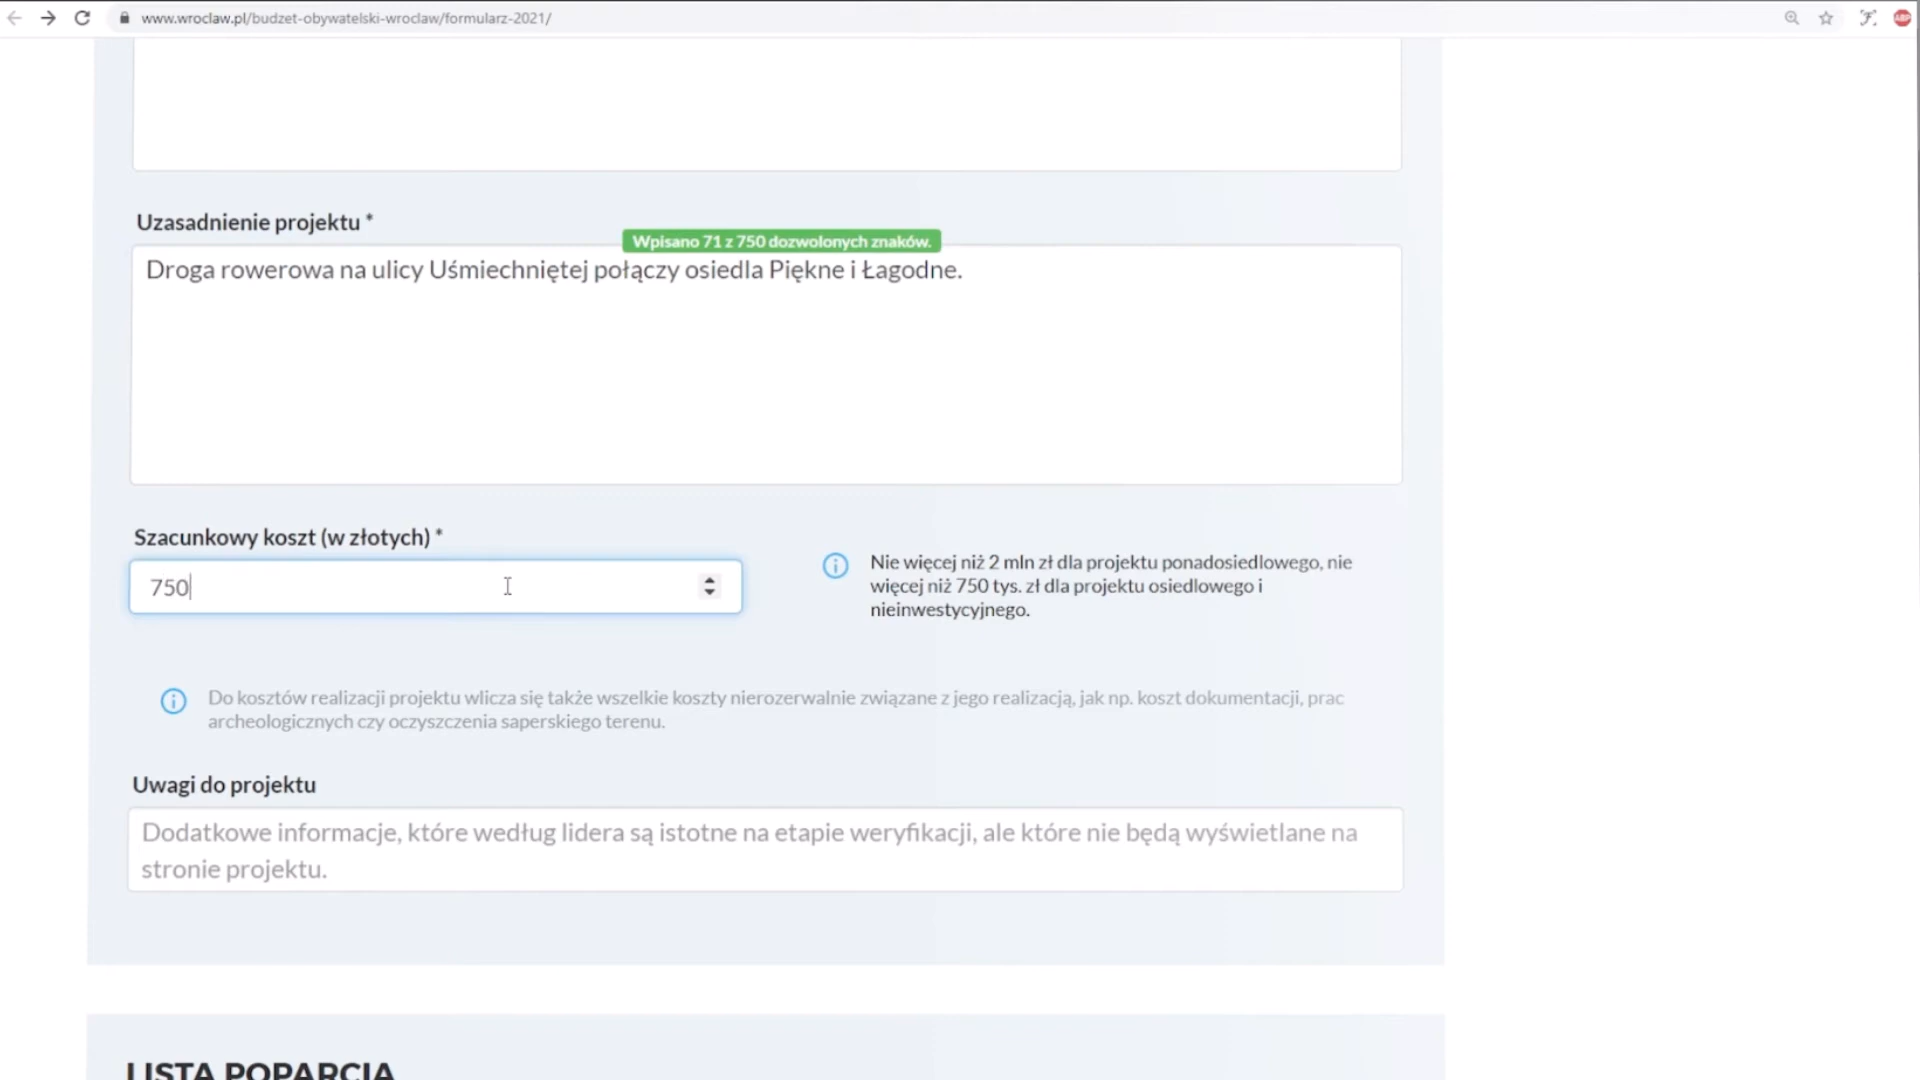 www.wroclaw.pl/budzet-obywatelski-wroclaw/formularz-2021/
ABP
Uzasadnienie projektu *
Wpisano 71 z 750 dozwolonych znaków.
Droga rowerowa na ulicy Uśmiechniętej połączy osiedla Piękne i Łagodne.
Szacunkowy koszt (w złotych) *
750
Nie więcej niż 2 mln zł dla projektu ponadosiedlowego, nie
więcej niż 750 tys. zł dla projektu osiedlowego i
nieinwestycyjnego.
Do kosztów realizacji projektu wlicza się także wszelkie koszty nierozerwalnie związane z jego realizacją, jak np. koszt dokumentacji, prac
archeologicznych czy oczyszczenia saperskiego terenu.
Uwagi do projektu
Dodatkowe informacje, które według lidera są istotne na etapie weryfikacji, ale które nie będą wyświetlane na
stronie projektu.
LISTA POPARCIA